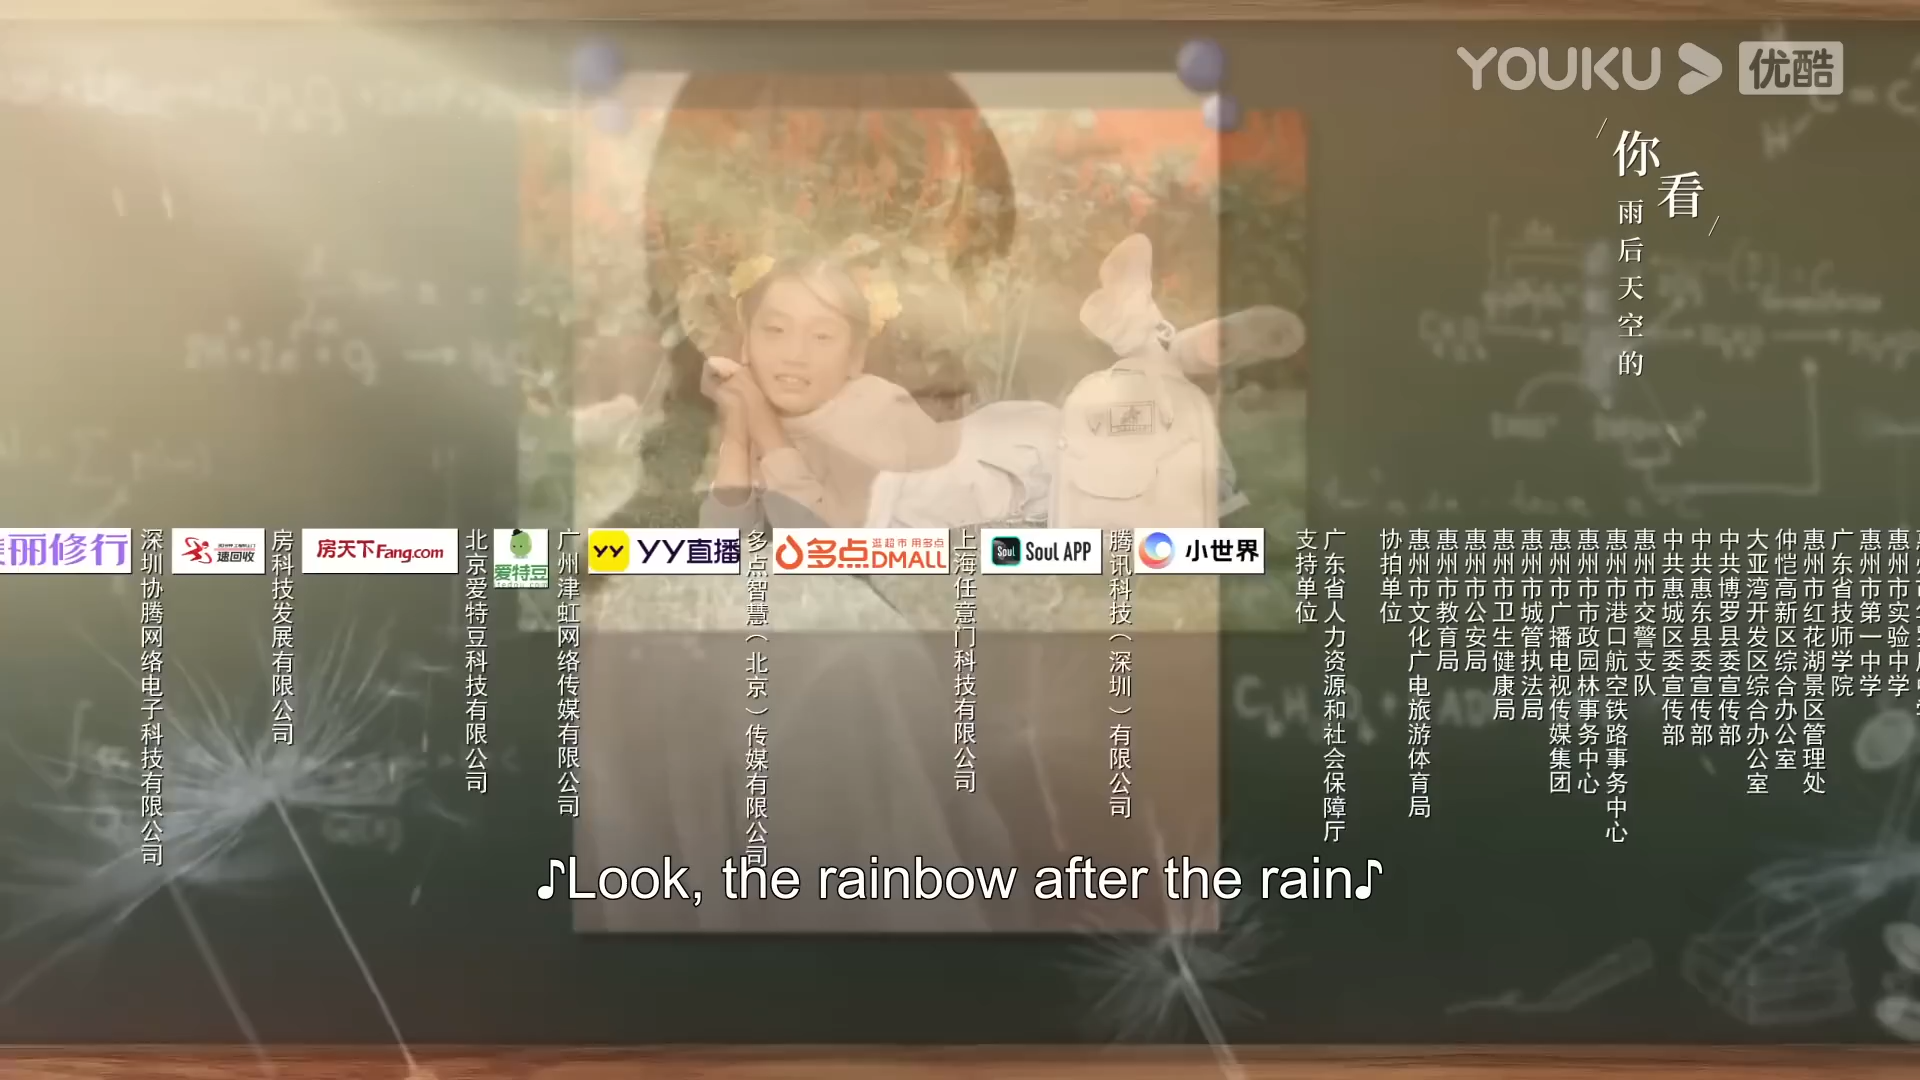 YOUKU 优酷
你看
雨后天空的
丽修行
深圳协腾网络电子科技有限公司
速回收
房科技发展有限公司
房天下Fang.com
北京爱特豆科技有限公司
爱特豆
广州津虹网络传媒有限公司
YY YY直播
多点智慧（北京）传媒有限公司
多点 逛超市 用多点 DMALL
上海任意门科技有限公司
Soul Soul APP
腾讯科技（深圳）有限公司
小世界
支持单位
广东省人力资源和社会保障厅
协拍单位
惠州市文化广电旅游体育局
惠州市教育局
惠州市公安局
惠州市卫生健康局
惠州市城管执法局
惠州市广播电视传媒集团
惠州市市政园林事务中心
惠州市港口航空铁路事务中心
惠州市交警支队
中共惠城区委宣传部
中共惠东县委宣传部
中共博罗县委宣传部
大亚湾开发区综合办公室
仲恺高新区综合办公室
惠州市红花湖景区管理处
广东省技师学院
惠州市第一中学
惠州市实验中学
♪Look, the rainbow after the rain♪